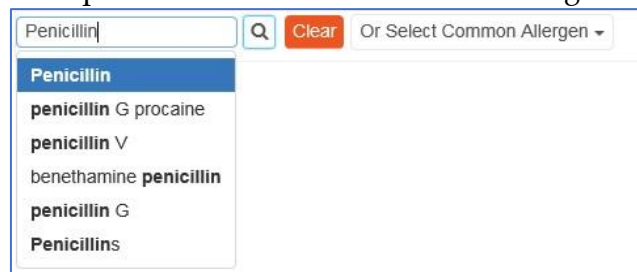 Penicillin Clear Or Select Common Allergen
Penicillin
penicillin G procaine
penicillin V
benethamine penicillin
penicillin G
Penicillins